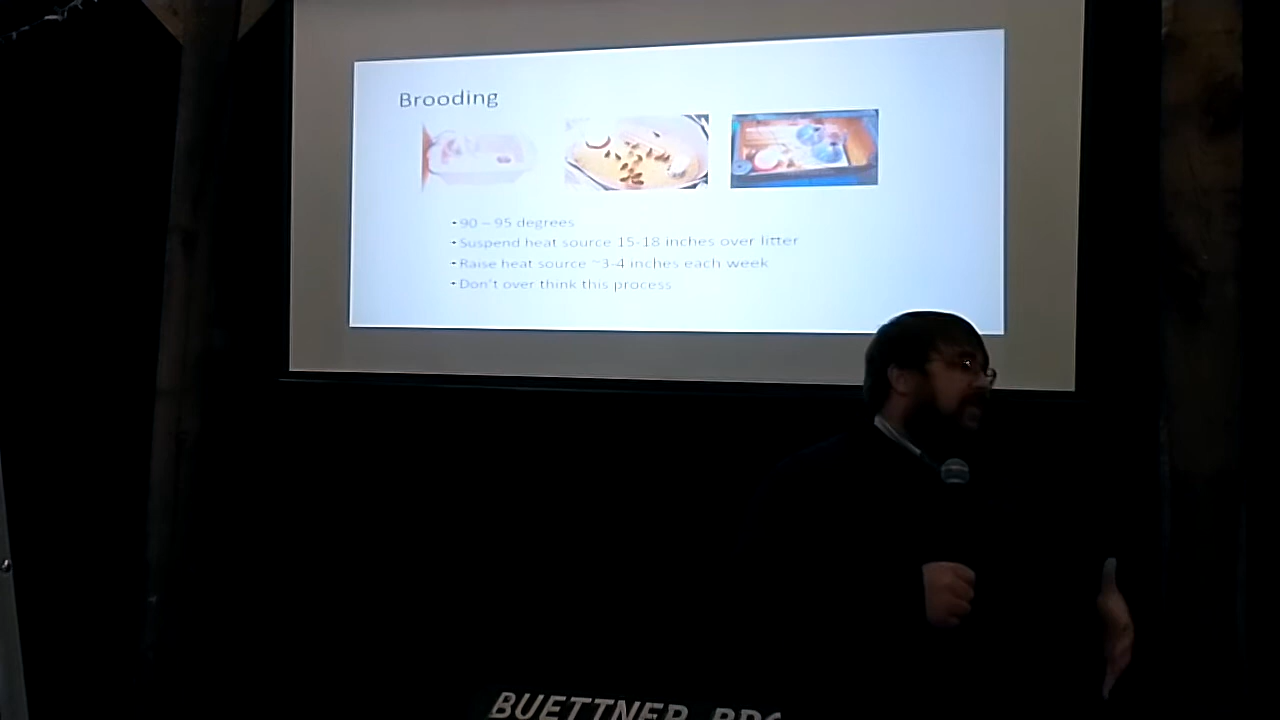 Brooding
• 90 – 95 degrees
• Suspend heat source 15-18 inches over litter
• Raise heat source ~3-4 inches each week
• Don't over think this process
BUETTNER